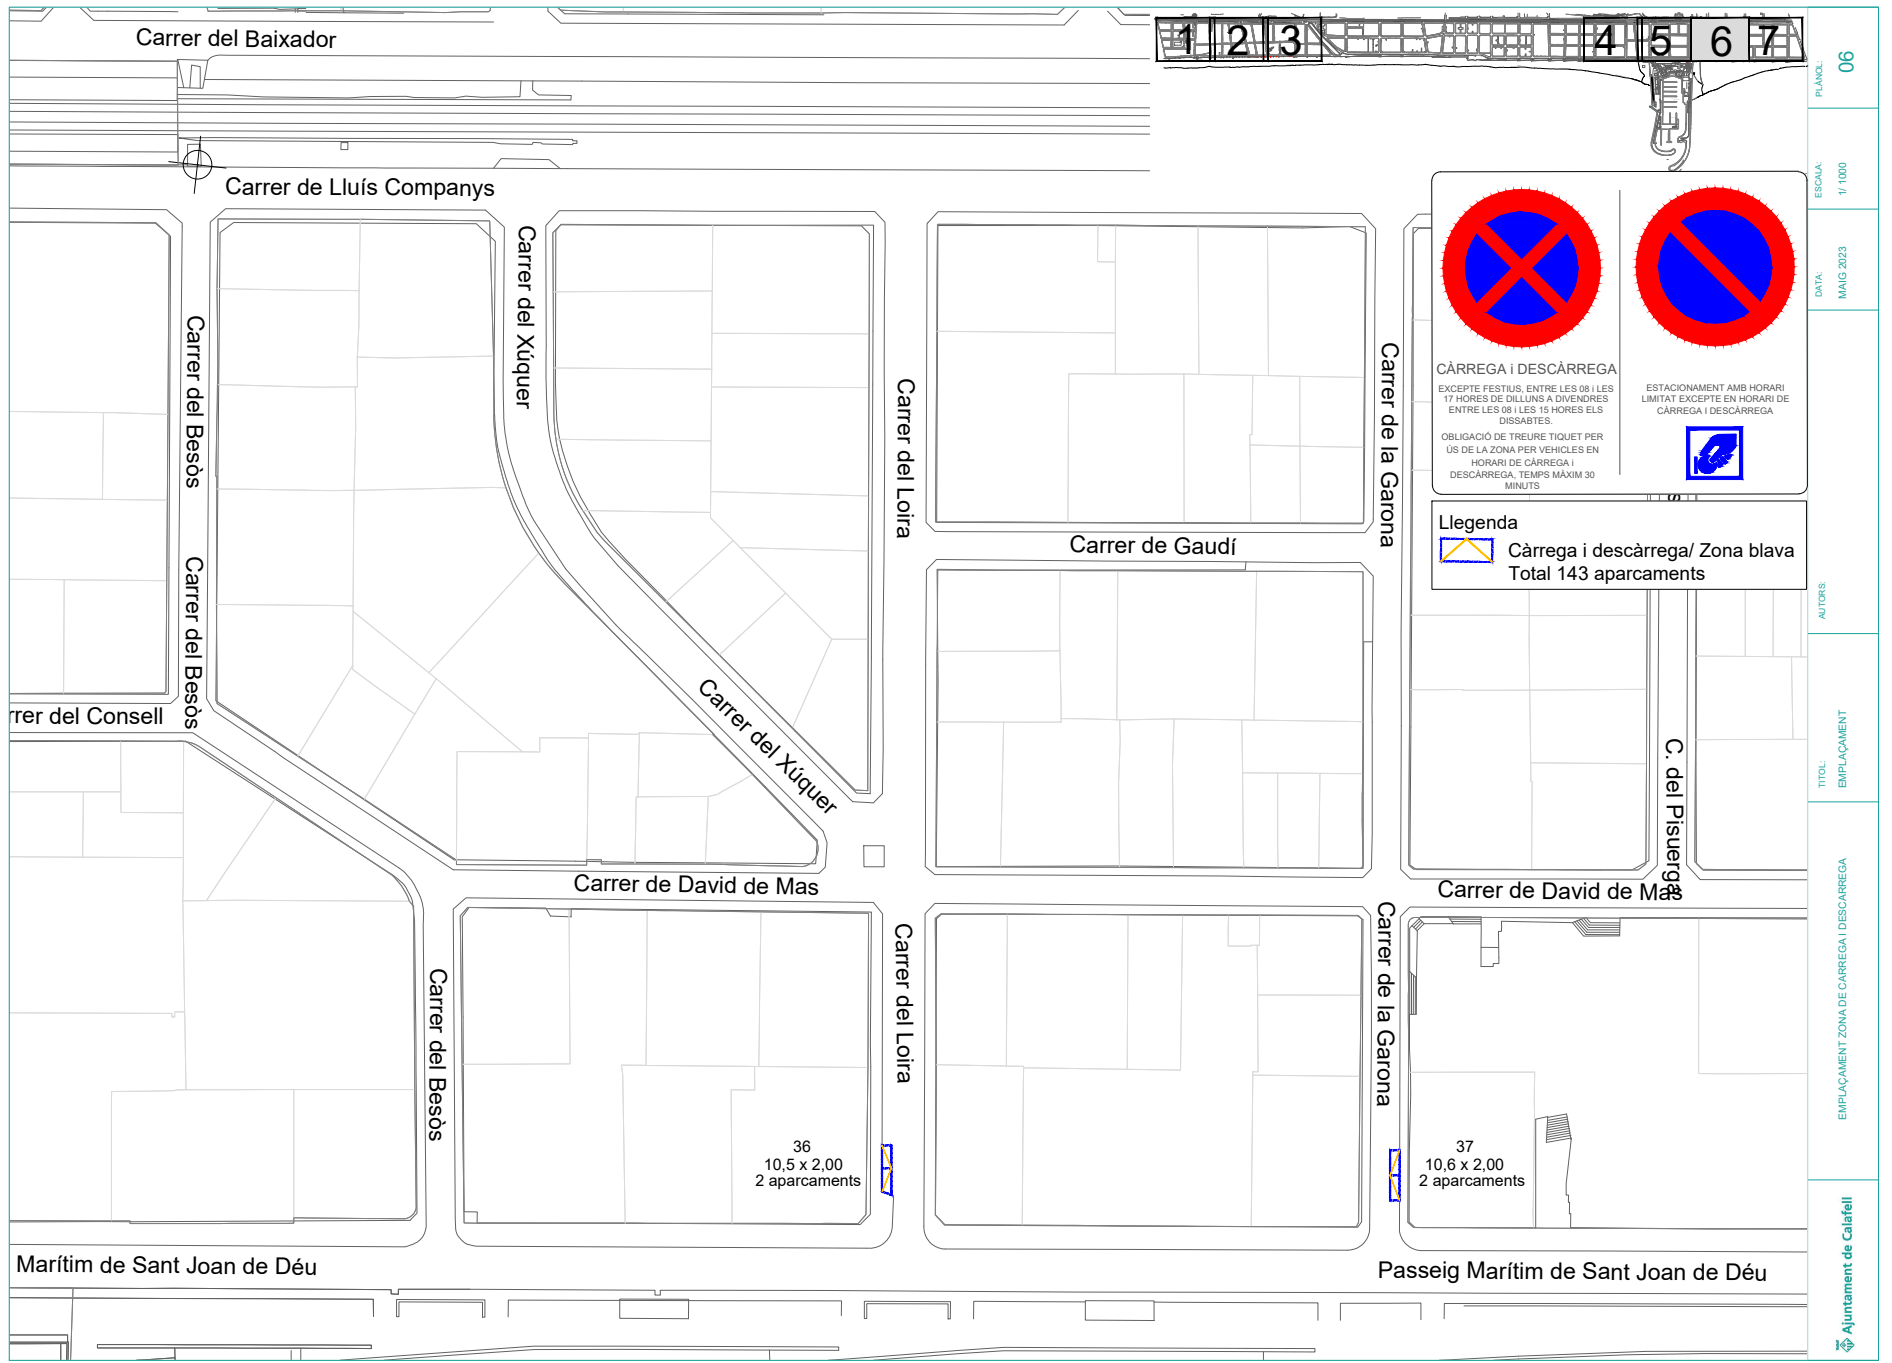 Carrer del Baixador
1
2
3
4
5
6
7
Carrer de Lluís Companys
Carrer del Besòs
Carrer del Xúquer
Carrer del Loira
Carrer de la Garona
Carrer de Gaudí
Carrer del Besòs
rrer del Consell
Carrer del Xúquer
C. del Pisuerga
Carrer de David de Mas
Carrer de David de Mas
Carrer del Besòs
Carrer del Loira
Carrer de la Garona
36
10,5 x 2,00
2 aparcaments
37
10,6 x 2,00
2 aparcaments
Marítim de Sant Joan de Déu
Passeig Marítim de Sant Joan de Déu
CÀRREGA i DESCÀRREGA
EXCEPTE FESTIUS, ENTRE LES 08 i LES
17 HORES DE DILLUNS A DIVENDRES
ENTRE LES 08 i LES 15 HORES ELS
DISSABTES.
OBLIGACIÓ DE TREURE TIQUET PER
ÚS DE LA ZONA PER VEHICLES EN
HORARI DE CÀRREGA i
DESCÀRREGA, TEMPS MÀXIM 30
MINUTS
ESTACIONAMENT AMB HORARI
LIMITAT EXCEPTE EN HORARI DE
CÀRREGA I DESCÀRREGA
Llegenda
Càrrega i descàrrega/ Zona blava
Total 143 aparcaments
PLÀNOL:
06
ESCALA:
1/ 1000
DATA:
MAIG 2023
AUTORS:
TÍTOL:
EMPLAÇAMENT
EMPLAÇAMENT ZONA DE CARREGA I DESCARREGA
Ajuntament de Calafell